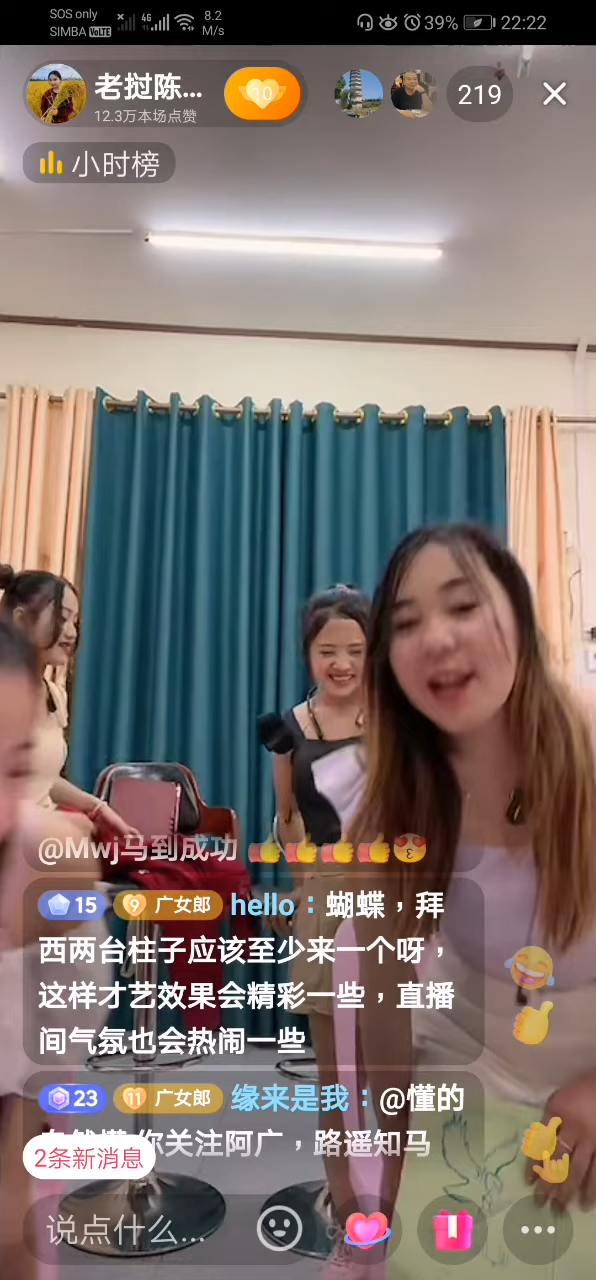 SOS only
SIMBA VoLTE
4G
8.2
M/s
39%
22:22
老挝陈...
12.3万本场点赞
10
219
小时榜
@Mwj马到成功
15 9 广女郎 hello：蝴蝶，拜
西两台柱子应该至少来一个呀，
这样才艺效果会精彩一些，直播
间气氛也会热闹一些
23 11 广女郎 缘来是我：@懂的
你关注阿广，路遥知马
2条新消息
说点什么...